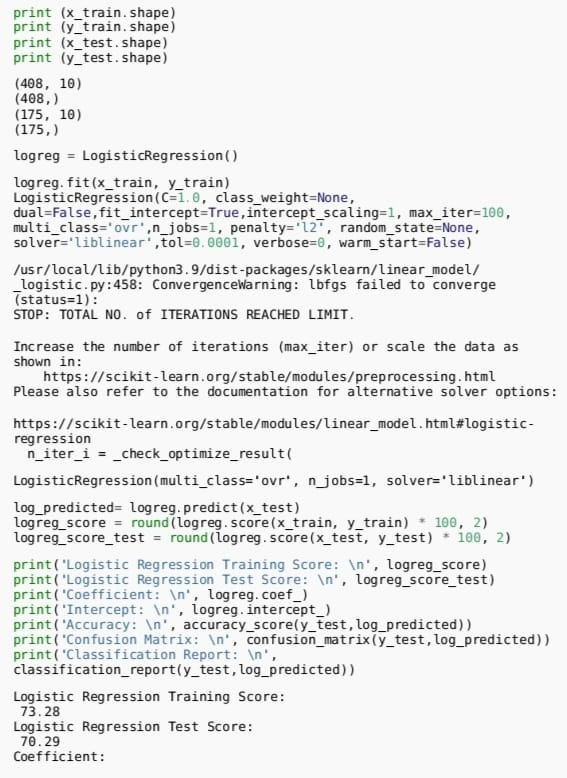 print (x_train.shape)
print (y_train.shape)
print (x_test.shape)
print (y_test.shape)
(408, 10)
(408,)
(175, 10)
(175,)
logreg = LogisticRegression()
logreg.fit(x_train, y_train)
LogisticRegression(C=1.0, class_weight=None,
dual=False,fit_intercept=True,intercept_scaling=1, max_iter=100,
multi_class='ovr',n_jobs=1, penalty='l2', random_state=None,
solver='liblinear',tol=0.0001, verbose=0, warm_start=False)
/usr/local/lib/python3.9/dist-packages/sklearn/linear_model/
_logistic.py:458: ConvergenceWarning: lbfgs failed to converge
(status=1):
STOP: TOTAL NO. of ITERATIONS REACHED LIMIT.
Increase the number of iterations (max_iter) or scale the data as
shown in:
    https://scikit-learn.org/stable/modules/preprocessing.html
Please also refer to the documentation for alternative solver options:
https://scikit-learn.org/stable/modules/linear_model.html#logistic-
regression
  n_iter_i = _check_optimize_result(
LogisticRegression(multi_class='ovr', n_jobs=1, solver='liblinear')
log_predicted= logreg.predict(x_test)
logreg_score = round(logreg.score(x_train, y_train) * 100, 2)
logreg_score_test = round(logreg.score(x_test, y_test) * 100, 2)
print('Logistic Regression Training Score: \n', logreg_score)
print('Logistic Regression Test Score: \n', logreg_score_test)
print('Coefficient: \n', logreg.coef_)
print('Intercept: \n', logreg.intercept_)
print('Accuracy: \n', accuracy_score(y_test,log_predicted))
print('Confusion Matrix: \n', confusion_matrix(y_test,log_predicted))
print('Classification Report: \n',
classification_report(y_test,log_predicted))
Logistic Regression Training Score:
 73.28
Logistic Regression Test Score:
 70.29
Coefficient: